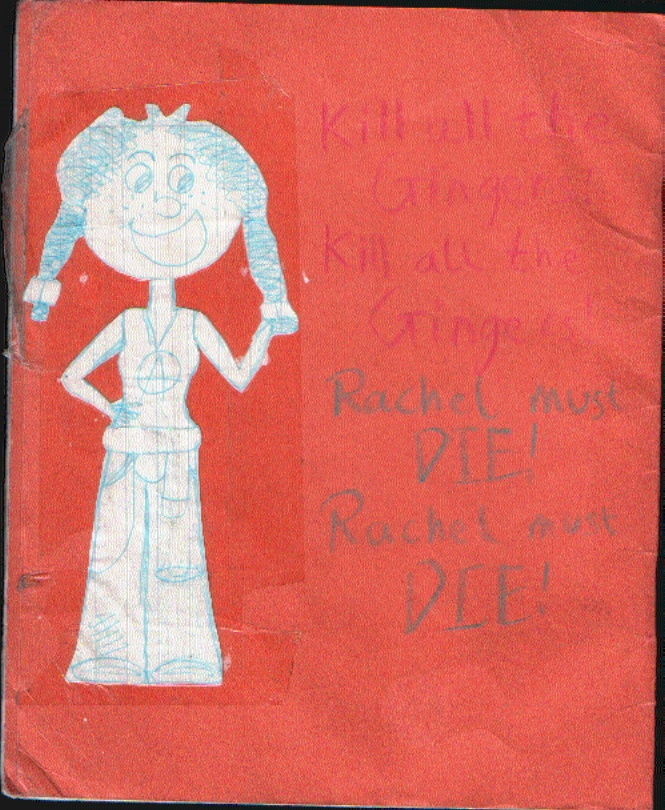 Kill all the
Gingers!
Kill all the
Gingers!
Rachel must
DIE!
Rachel must
DIE!